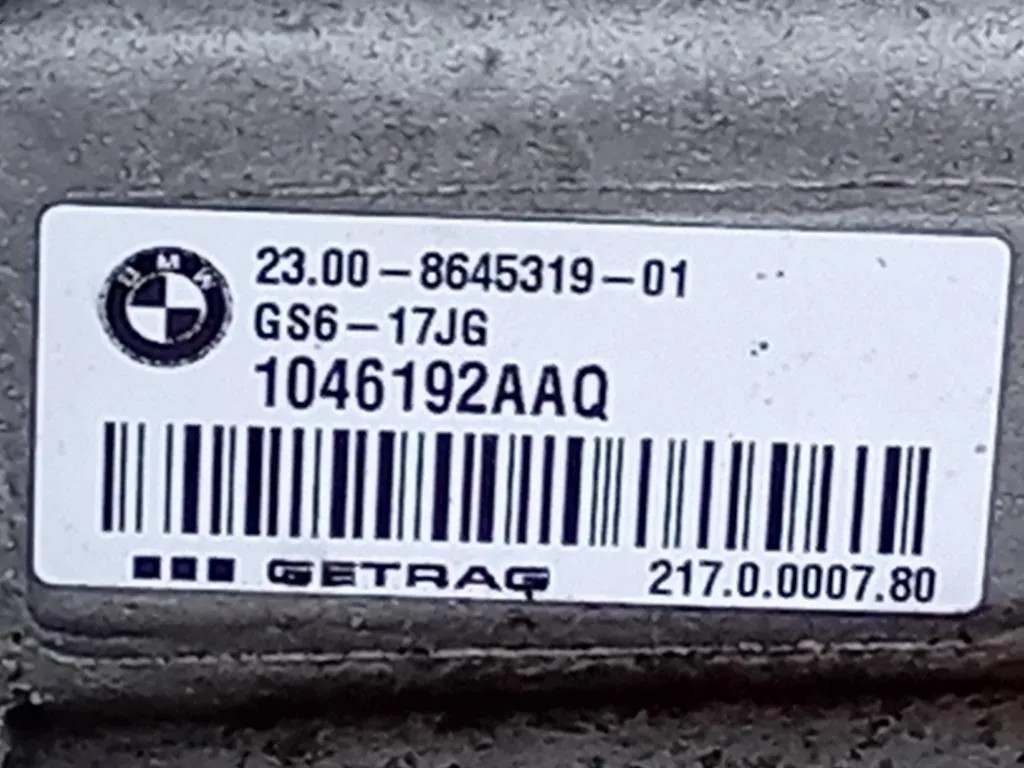 BMW
23.00-8645319-01
GS6-17JG
1046192AAQ
GETRAG
217.0.0007.80